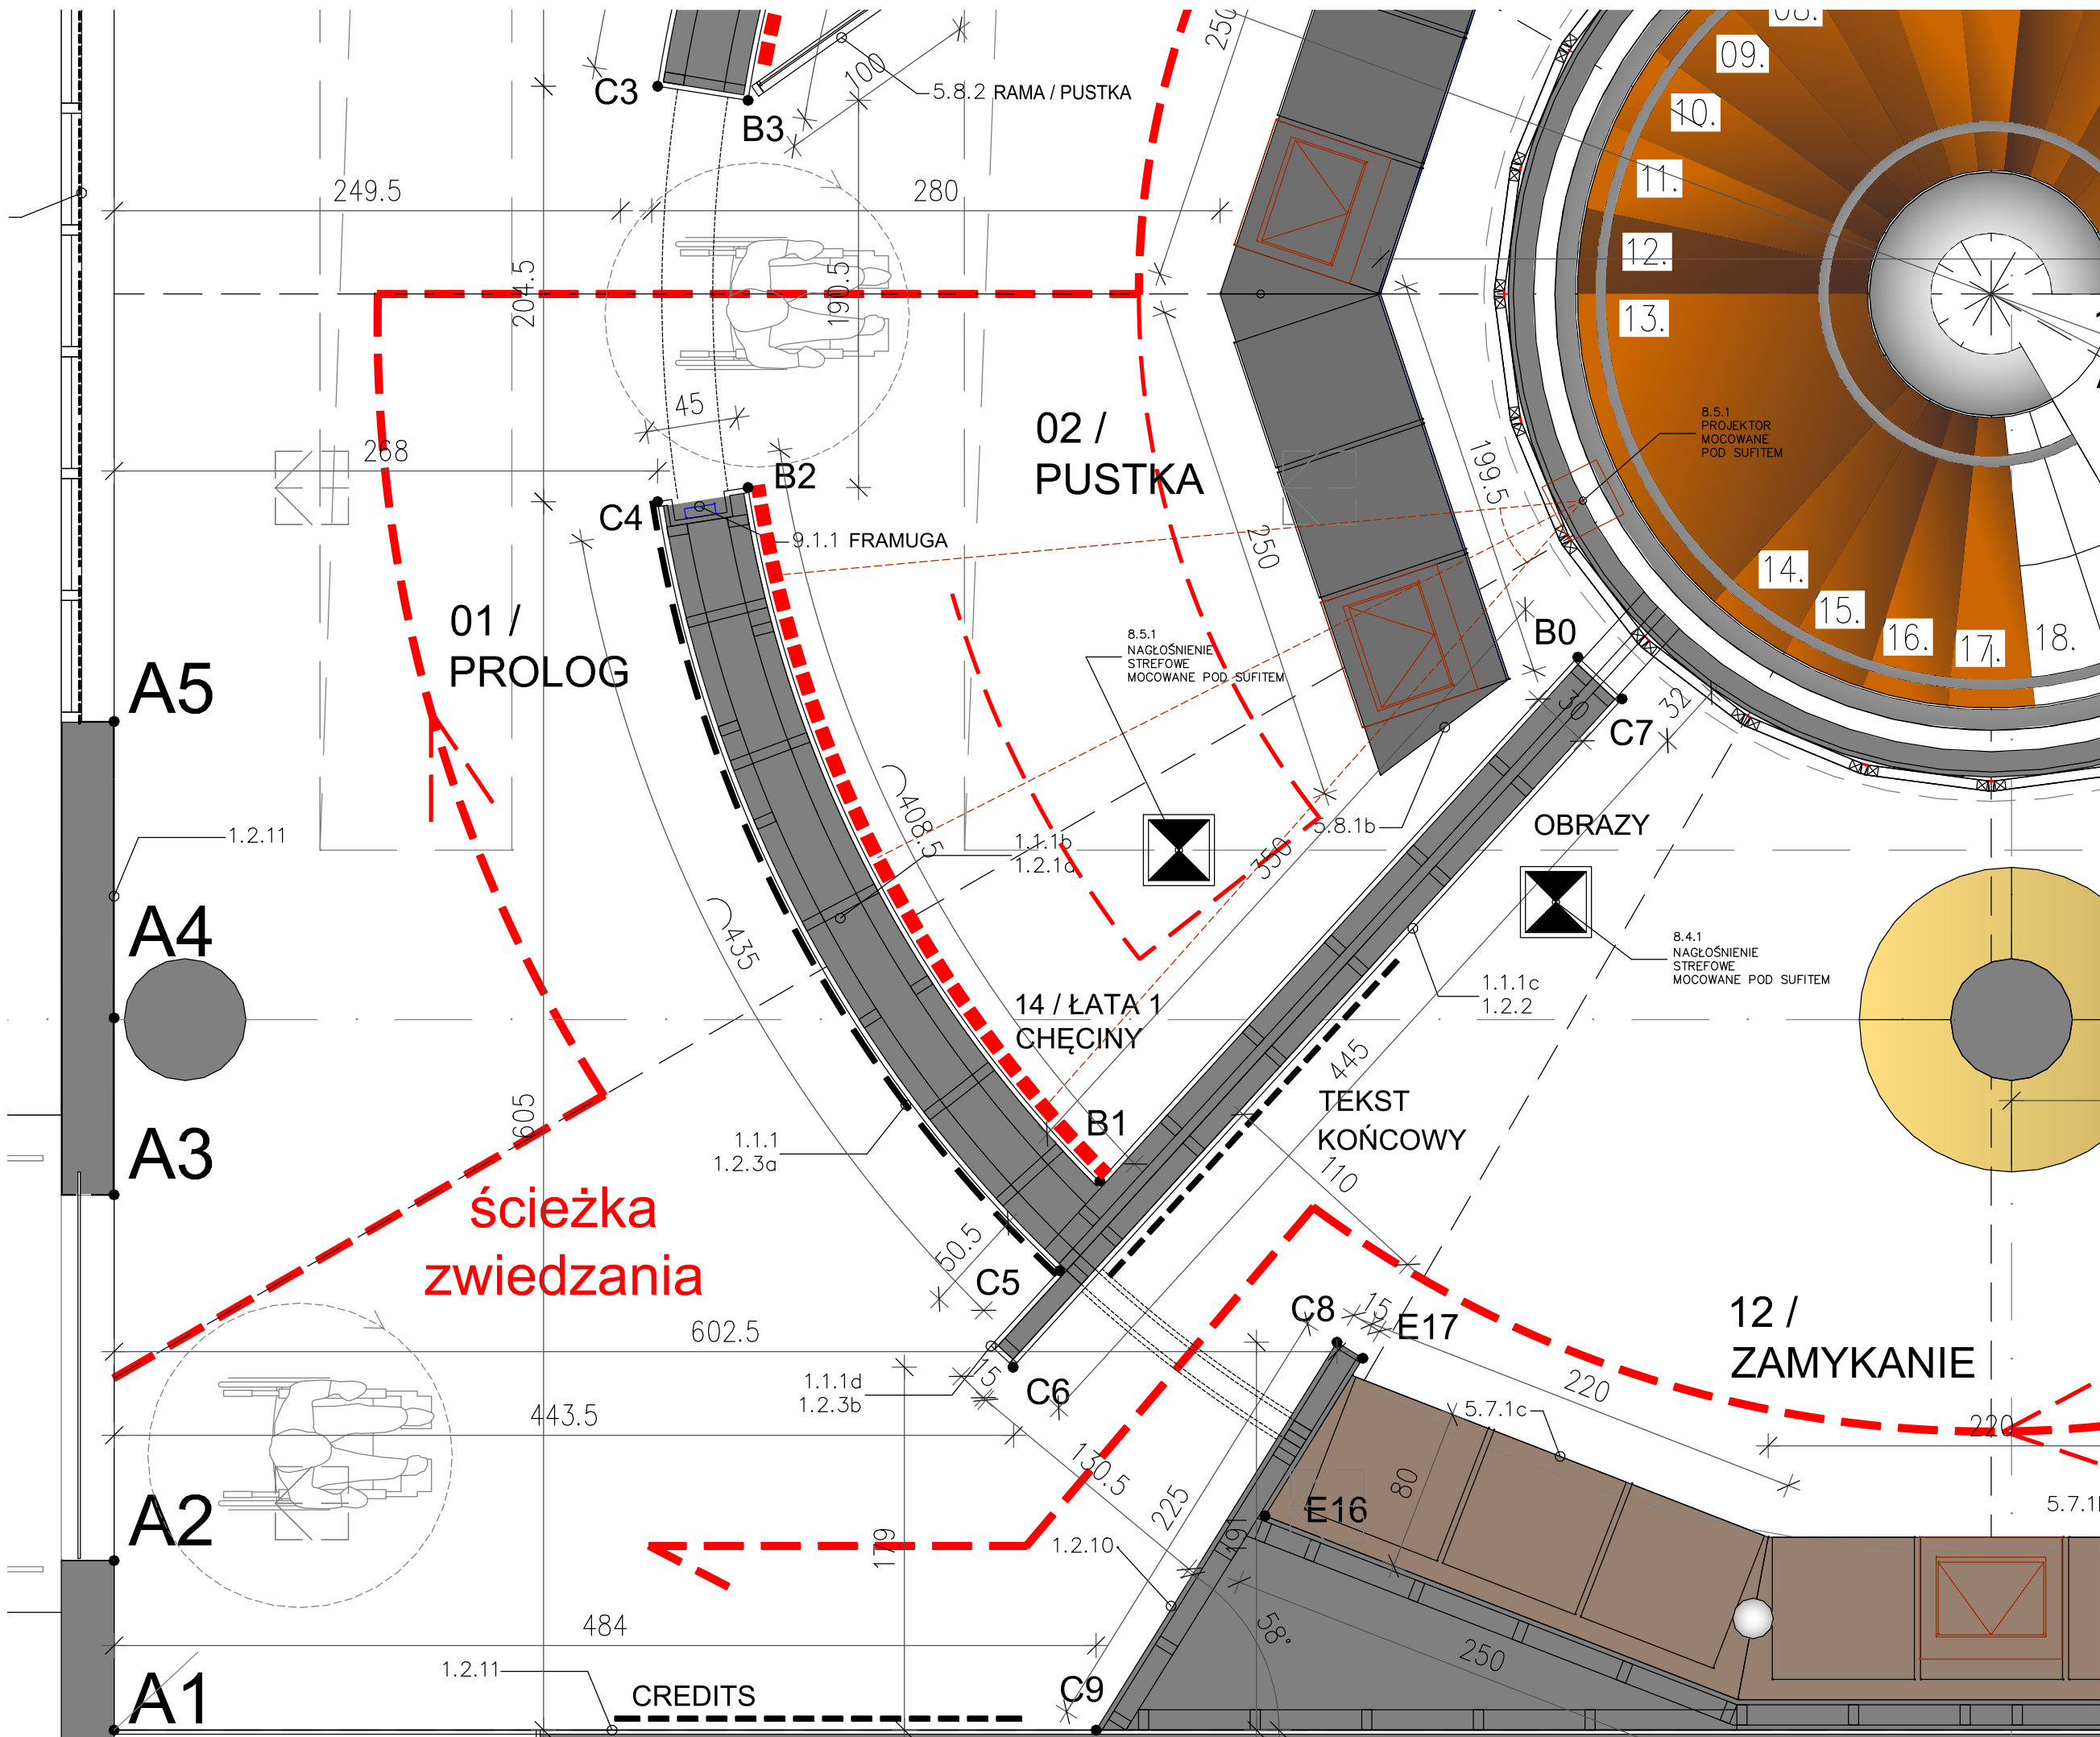 08.
09.
10.
11.
12.
13.
14.
15.
16.
17.
18.
C3
B3
100
250
5.8.2 RAMA / PUSTKA
249.5
280
204.5
190.5
45
268
02 /
PUSTKA
8.5.1
PROJEKTOR
MOCOWANE
POD SUFITEM
199.5
C4
B2
9.1.1 FRAMUGA
250
01 /
PROLOG
8.5.1
NAGŁOŚNIENIE
STREFOWE
MOCOWANE POD SUFITEM
B0
30
32
C7
A5
408.5
1.2.11
1.1.1b
1.2.1a
5.8.1b
350
OBRAZY
A4
435
8.4.1
NAGŁOŚNIENIE
STREFOWE
MOCOWANE POD SUFITEM
1.1.1c
1.2.2
14 / ŁATA 1
CHĘCINY
445
TEKST
KOŃCOWY
605
B1
A3
1.1.1
1.2.3a
110
ścieżka
zwiedzania
50.5
C5
602.5
C8
15
E17
12 /
ZAMYKANIE
1.1.1d
1.2.3b
15
C6
220
443.5
5.7.1c
220
130.5
80
225
E16
5.7.1
A2
179
191
1.2.10
484
58°
250
1.2.11
A1
CREDITS
C9